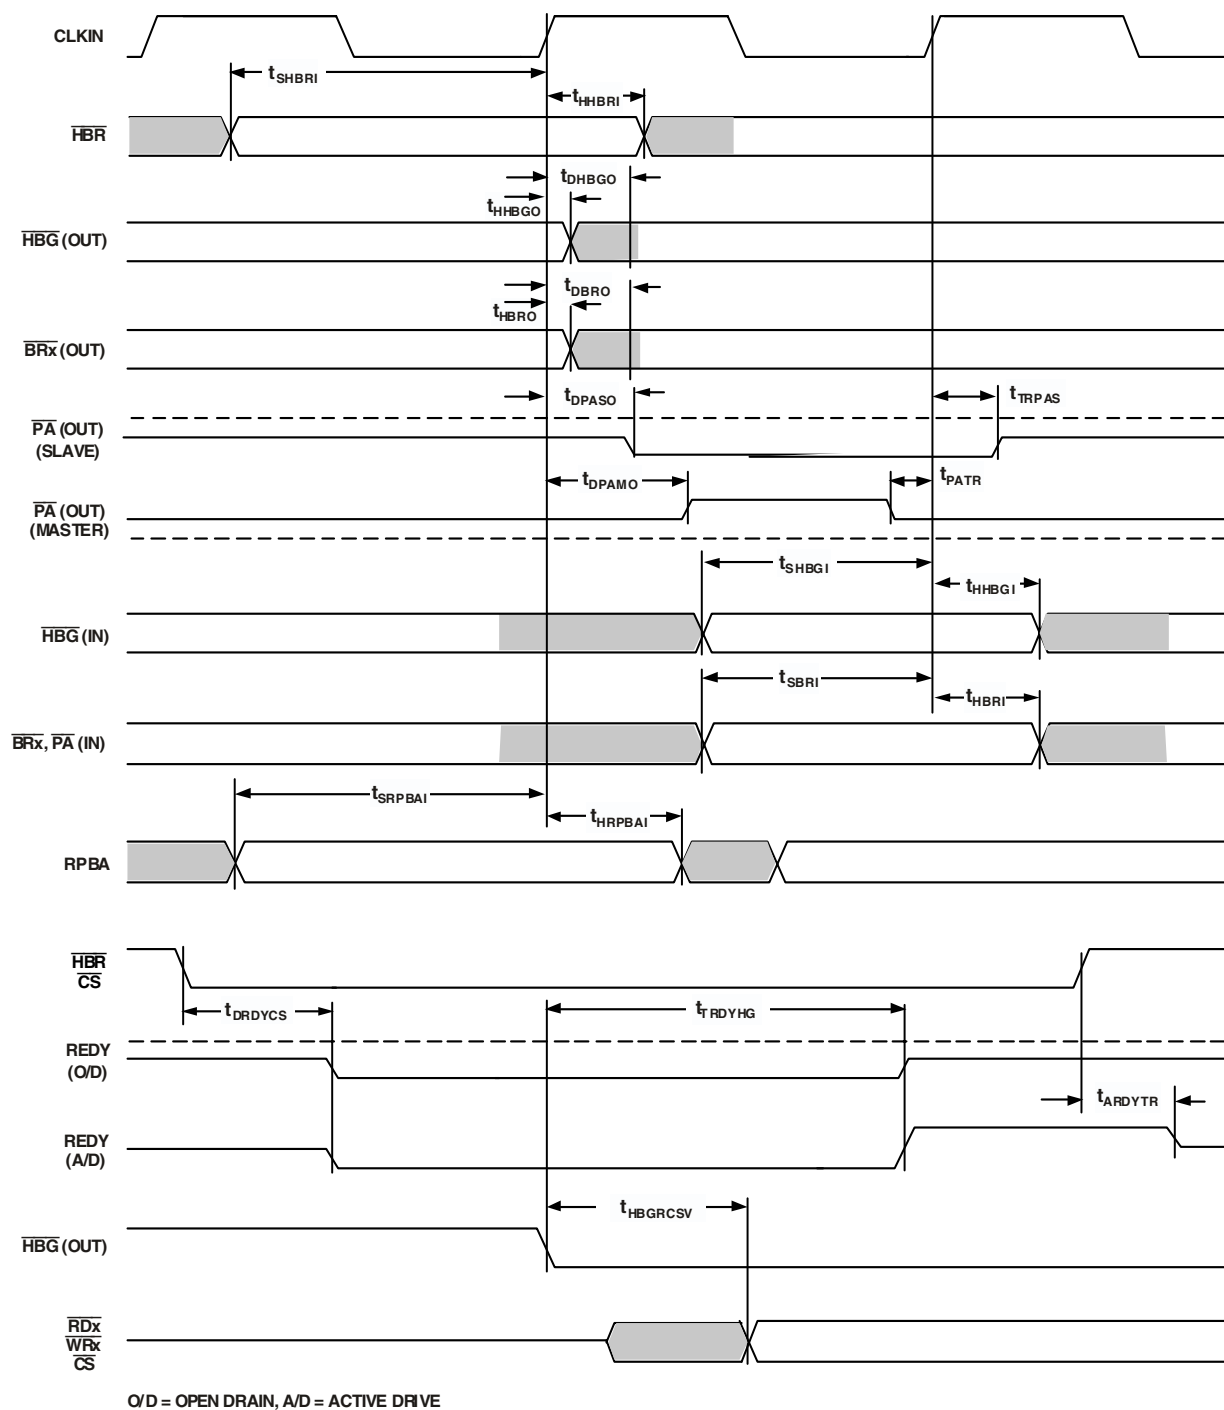 CLKIN
tSHBRI
tHHBRI
HBR
tDHBGO
tHHBGO
HBG (OUT)
tDBRO
tHBRO
BRx (OUT)
tDPASO
tTRPAS
PA (OUT)
(SLAVE)
tDPAMO
tPATR
PA (OUT)
(MASTER)
tSHBGI
tHHBGI
HBG (IN)
tSBRI
tHBRI
BRx, PA (IN)
tSRPBAI
tHRPBAI
RPBA
HBR
CS
tDRDYCS
tTRDYHG
REDY
(O/D)
tARDYTR
REDY
(A/D)
tHBGRCSV
HBG (OUT)
RDx
WRx
CS
O/D = OPEN DRAIN, A/D = ACTIVE DRIVE